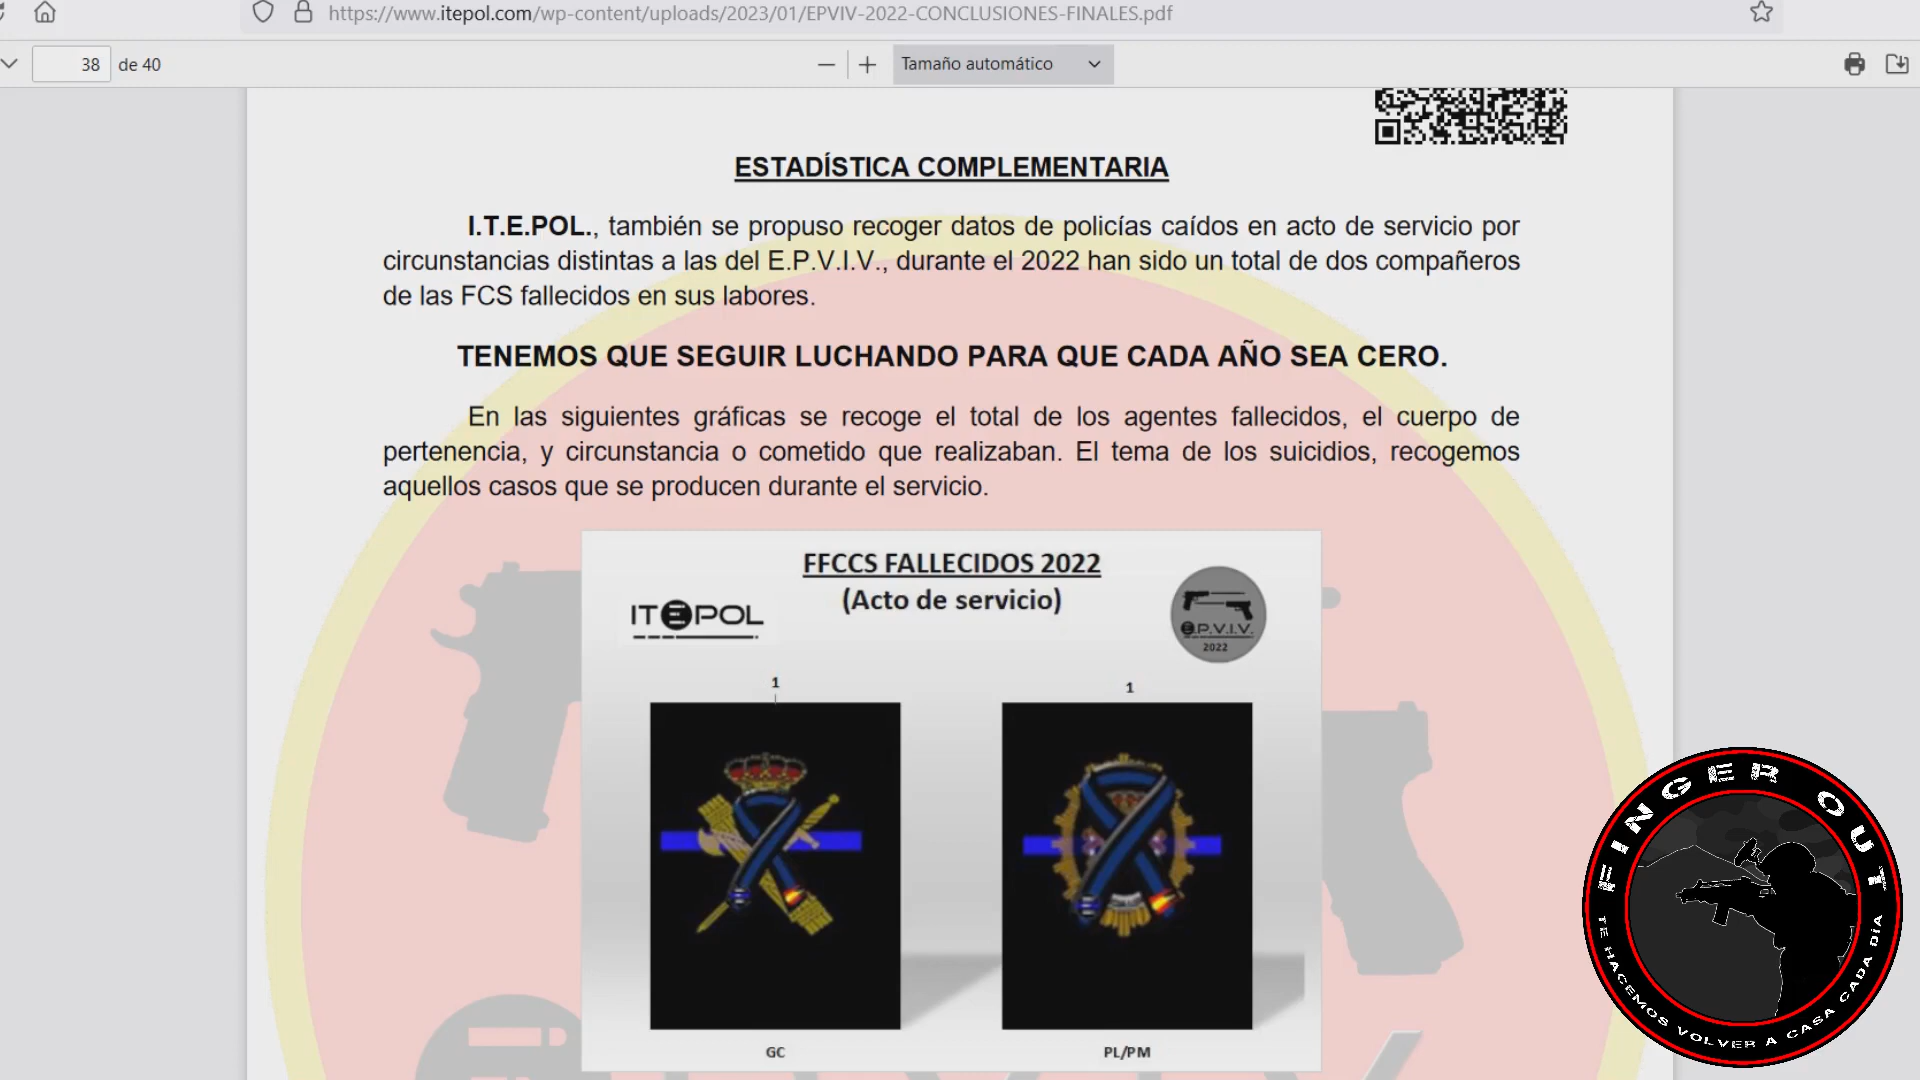 https://www.itepol.com/wp-content/uploads/2023/01/EPVIV-2022-CONCLUSIONES-FINALES.pdf
38 de 40
Tamaño automático
ESTADÍSTICA COMPLEMENTARIA
I.T.E.POL., también se propuso recoger datos de policías caídos en acto de servicio por
circunstancias distintas a las del E.P.V.I.V., durante el 2022 han sido un total de dos compañeros
de las FCS fallecidos en sus labores.
TENEMOS QUE SEGUIR LUCHANDO PARA QUE CADA AÑO SEA CERO.
En las siguientes gráficas se recoge el total de los agentes fallecidos, el cuerpo de
pertenencia, y circunstancia o cometido que realizaban. El tema de los suicidios, recogemos
aquellos casos que se producen durante el servicio.
FFCCS FALLECIDOS 2022
(Acto de servicio)
ITEPOL
E.P.V.I.V.
2022
1
1
GC
PL/PM
FINGER OUT
TE HACEMOS VOLVER A CASA CADA DÍA